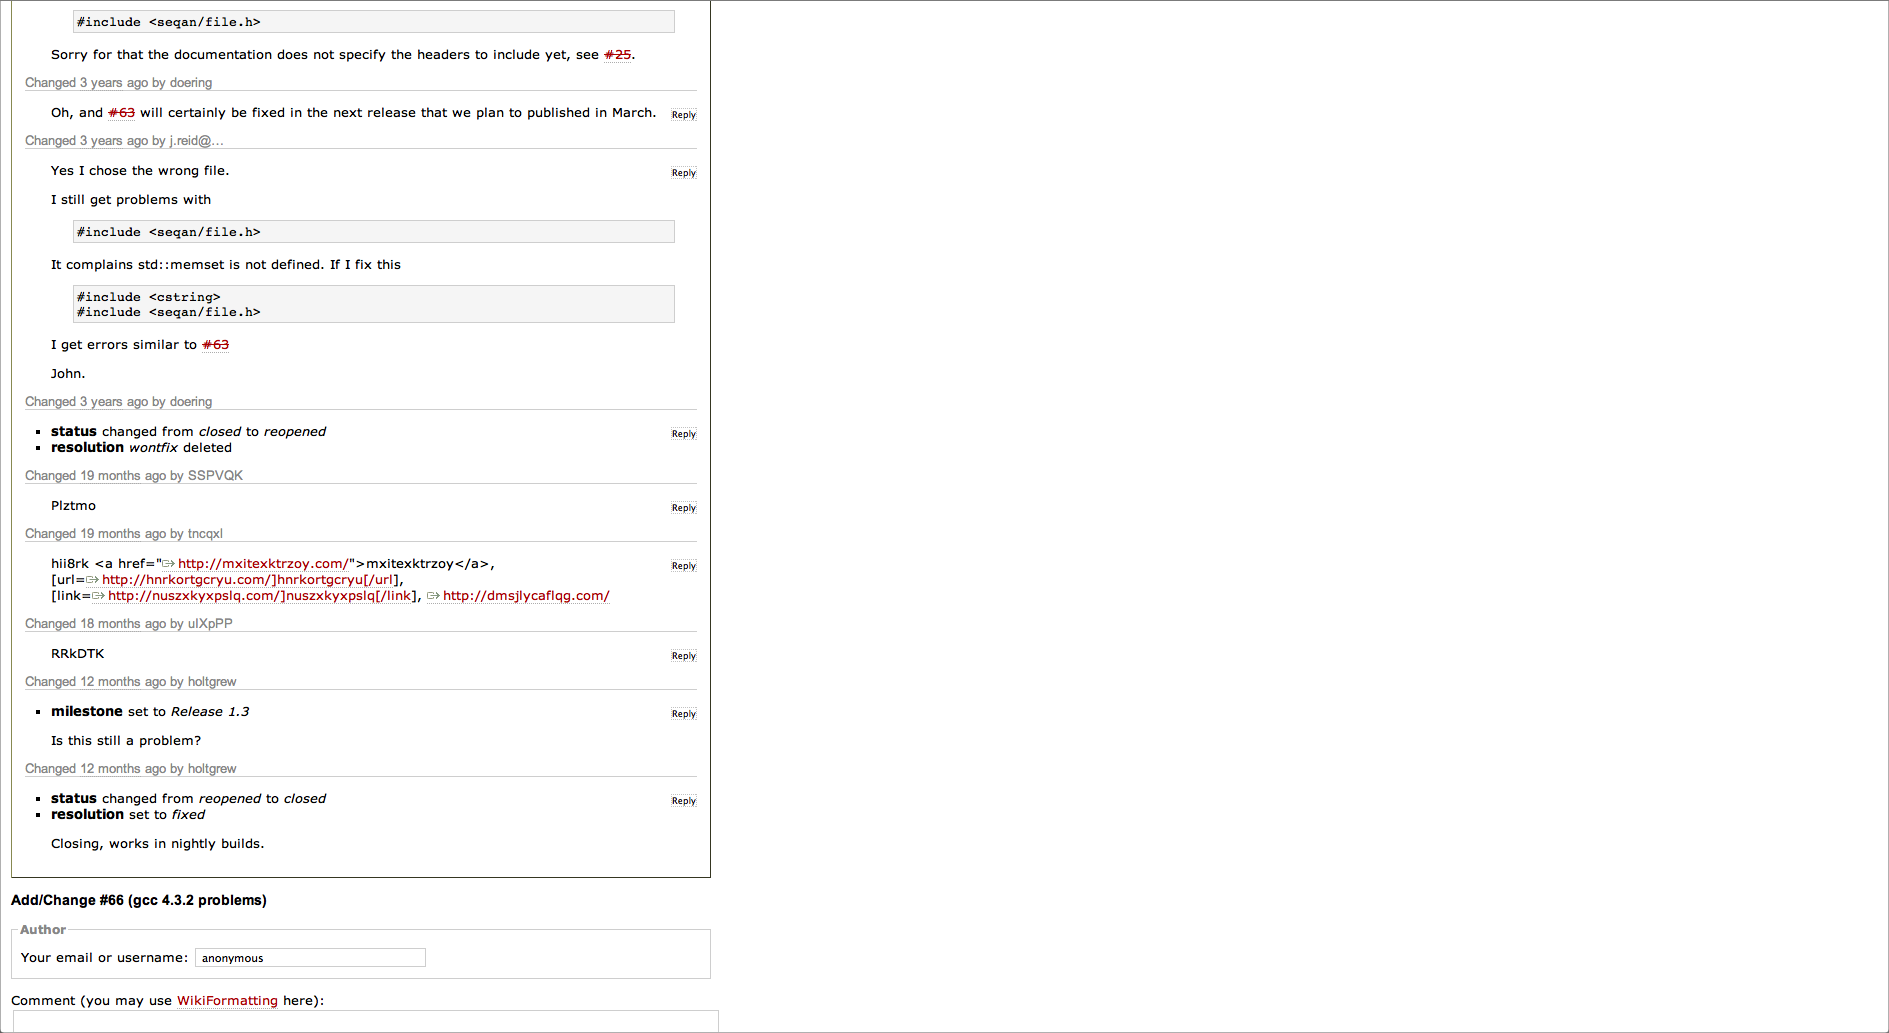 #include <seqan/file.h>
Sorry for that the documentation does not specify the headers to include yet, see #25.
Changed 3 years ago by doering
Oh, and #63 will certainly be fixed in the next release that we plan to published in March.
Reply
Changed 3 years ago by j.reid@…
Yes I chose the wrong file.
Reply
I still get problems with
#include <seqan/file.h>
It complains std::memset is not defined. If I fix this
#include <cstring>
#include <seqan/file.h>
I get errors similar to #63
John.
Changed 3 years ago by doering
status changed from closed to reopened
Reply
resolution wontfix deleted
Changed 19 months ago by SSPVQK
Plztmo
Reply
Changed 19 months ago by tncqxl
hii8rk <a href="http://mxitexktrzoy.com/">mxitexktrzoy</a>,
Reply
[url=http://hnrkortgcryu.com/]hnrkortgcryu[/url],
[link=http://nuszxkyxpslq.com/]nuszxkyxpslq[/link], http://dmsjlycaflqg.com/
Changed 18 months ago by uIXpPP
RRkDTK
Reply
Changed 12 months ago by holtgrew
milestone set to Release 1.3
Reply
Is this still a problem?
Changed 12 months ago by holtgrew
status changed from reopened to closed
Reply
resolution set to fixed
Closing, works in nightly builds.
Add/Change #66 (gcc 4.3.2 problems)
Author
Your email or username: anonymous
Comment (you may use WikiFormatting here):